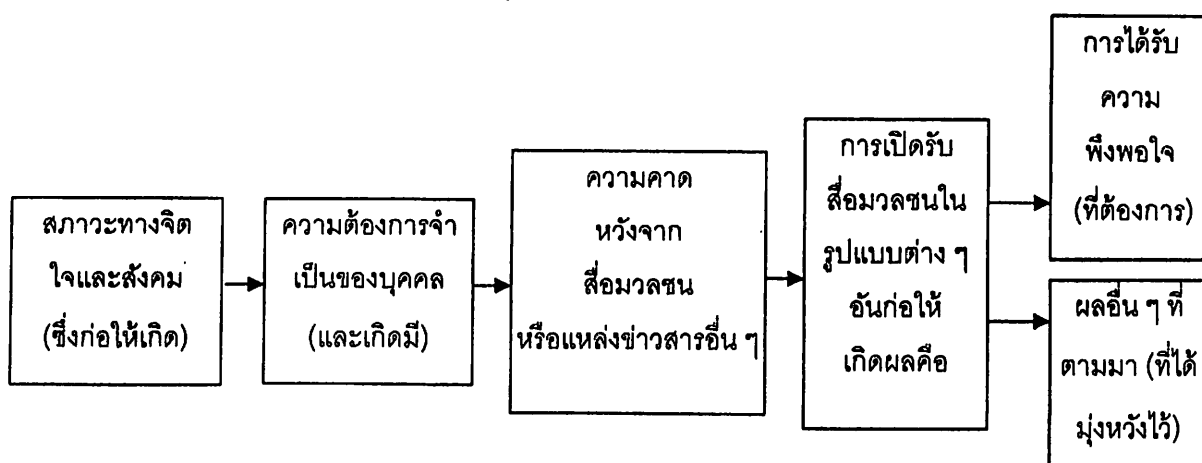 สภาวะทางจิต
ใจและสังคม
(ซึ่งก่อให้เกิด)
ความต้องการจำ
เป็นของบุคคล
(และเกิดมี)
ความคาด
หวังจาก
สื่อมวลชน
หรือแหล่งข่าวสารอื่น ๆ
การเปิดรับ
สื่อมวลชนใน
รูปแบบต่าง ๆ
อันก่อให้
เกิดผลคือ
การได้รับ
ความ
พึงพอใจ
(ที่ต้องการ)
ผลอื่น ๆ ที่
ตามมา (ที่ได้
มุ่งหวังไว้)